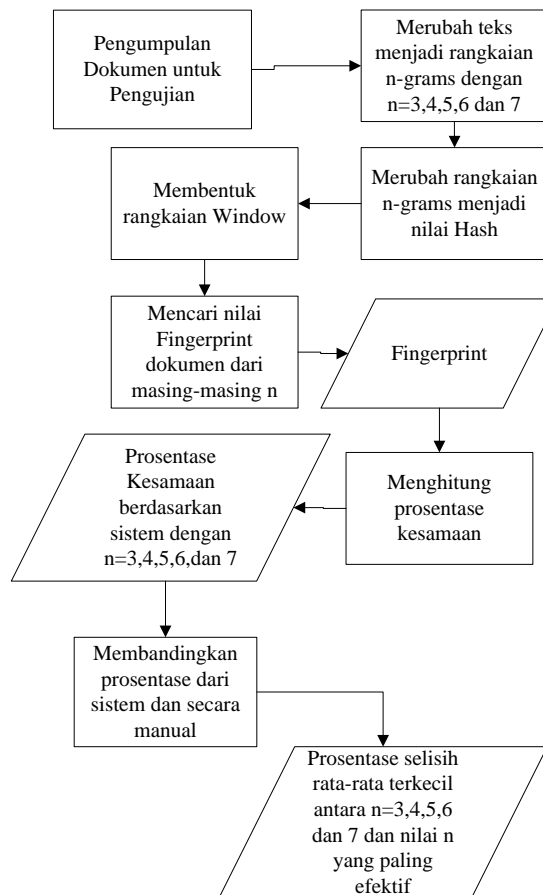 Pengumpulan
Dokumen untuk
Pengujian
Merubah teks
menjadi rangkaian
n-grams dengan
n=3,4,5,6 dan 7
Merubah rangkaian
n-grams menjadi
nilai Hash
Membentuk
rangkaian Window
Mencari nilai
Fingerprint
dokumen dari
masing-masing n
Fingerprint
Menghitung
prosentase
kesamaan
Prosentase
Kesamaan
berdasarkan
sistem dengan
n=3,4,5,6,dan 7
Membandingkan
prosentase dari
sistem dan secara
manual
Prosentase selisih
rata-rata terkecil
antara n=3,4,5,6
dan 7 dan nilai n
yang paling
efektif